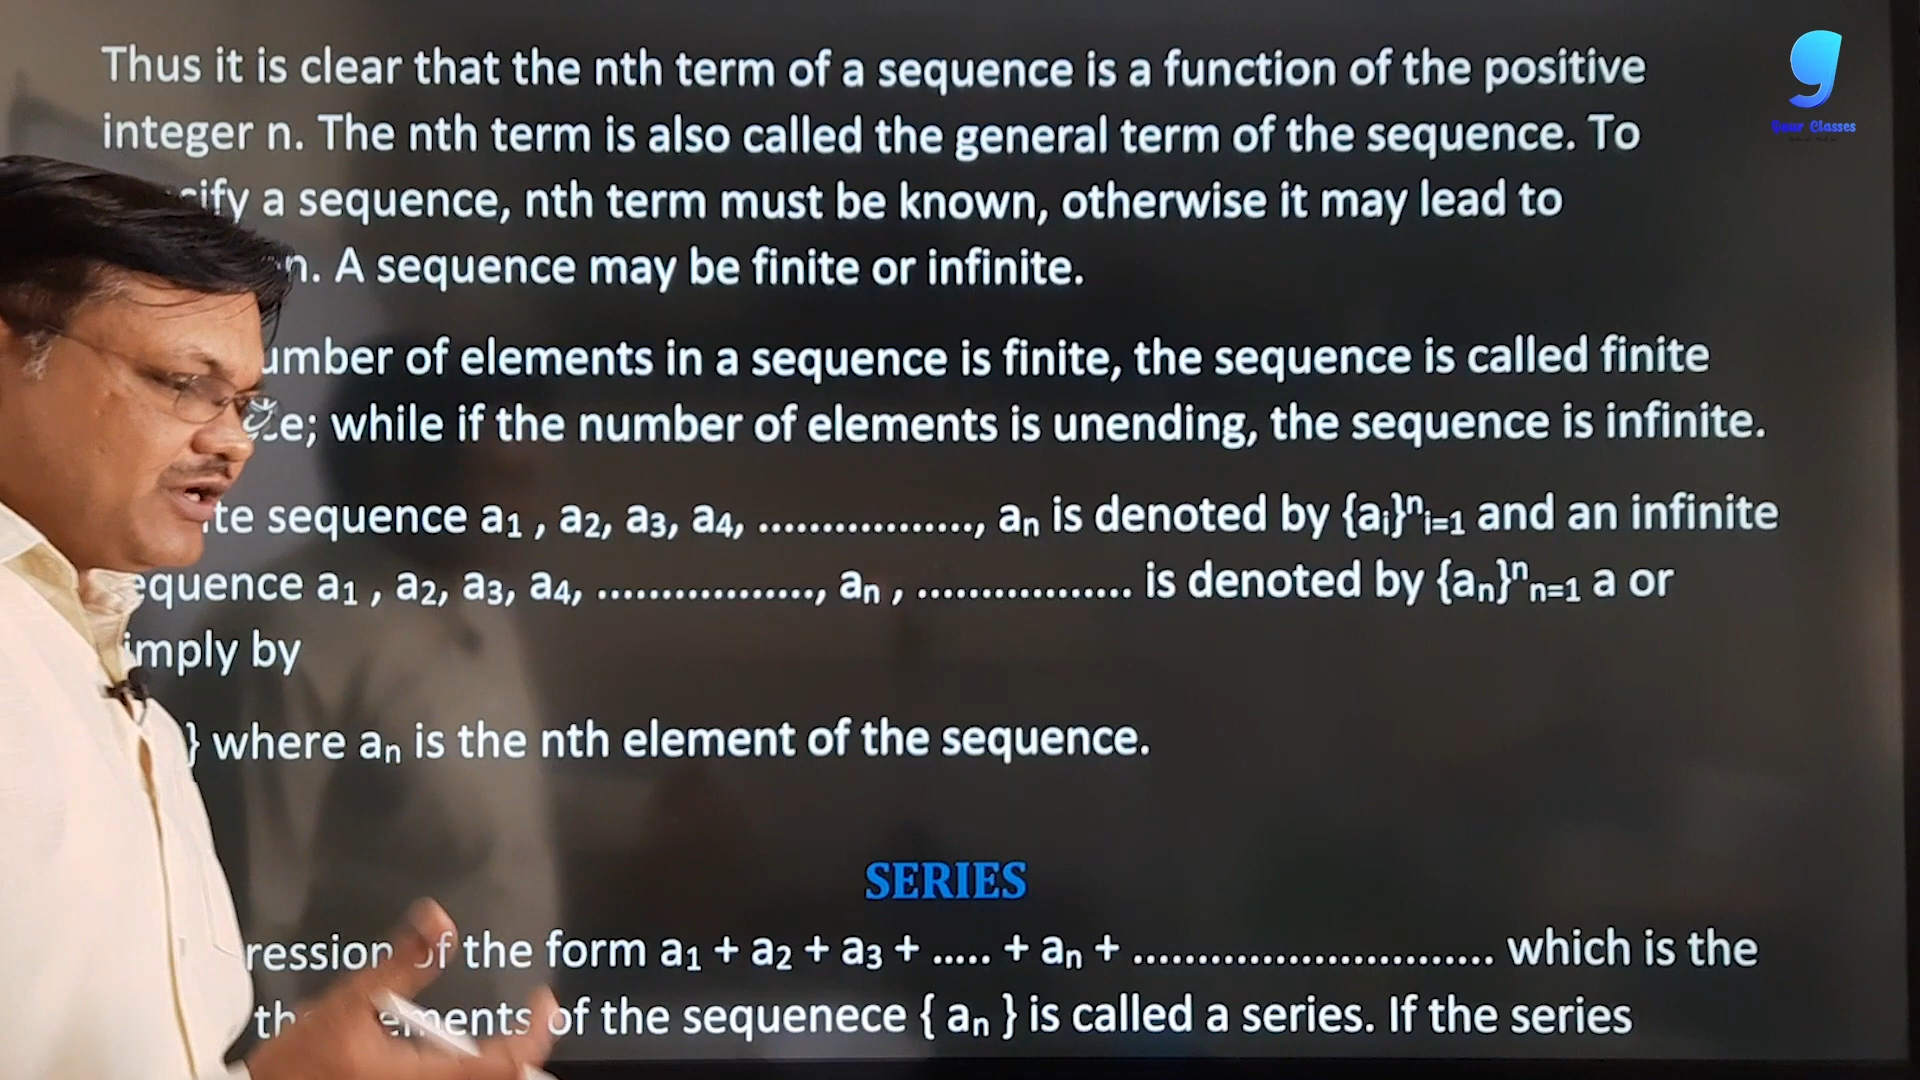 Thus it is clear that the nth term of a sequence is a function of the positive
Gour Classes
integer n. The nth term is also called the general term of the sequence. To
a sequence, nth term must be known, otherwise it may lead to
A sequence may be finite or infinite.
of elements in a sequence is finite, the sequence is called finite
while if the number of elements is unending, the sequence is infinite.
sequence a₁ , a₂, a₃, a₄, ................., aₙ is denoted by {aᵢ}ⁿᵢ₌₁ and an infinite
equence a₁ , a₂, a₃, a₄, ................., aₙ , ................. is denoted by {aₙ}ⁿₙ₌₁ a or
imply by
} where aₙ is the nth element of the sequence.
SERIES
ression of the form a₁ + a₂ + a₃ + ..... + aₙ + ............................ which is the
of the sequenece { aₙ } is called a series. If the series